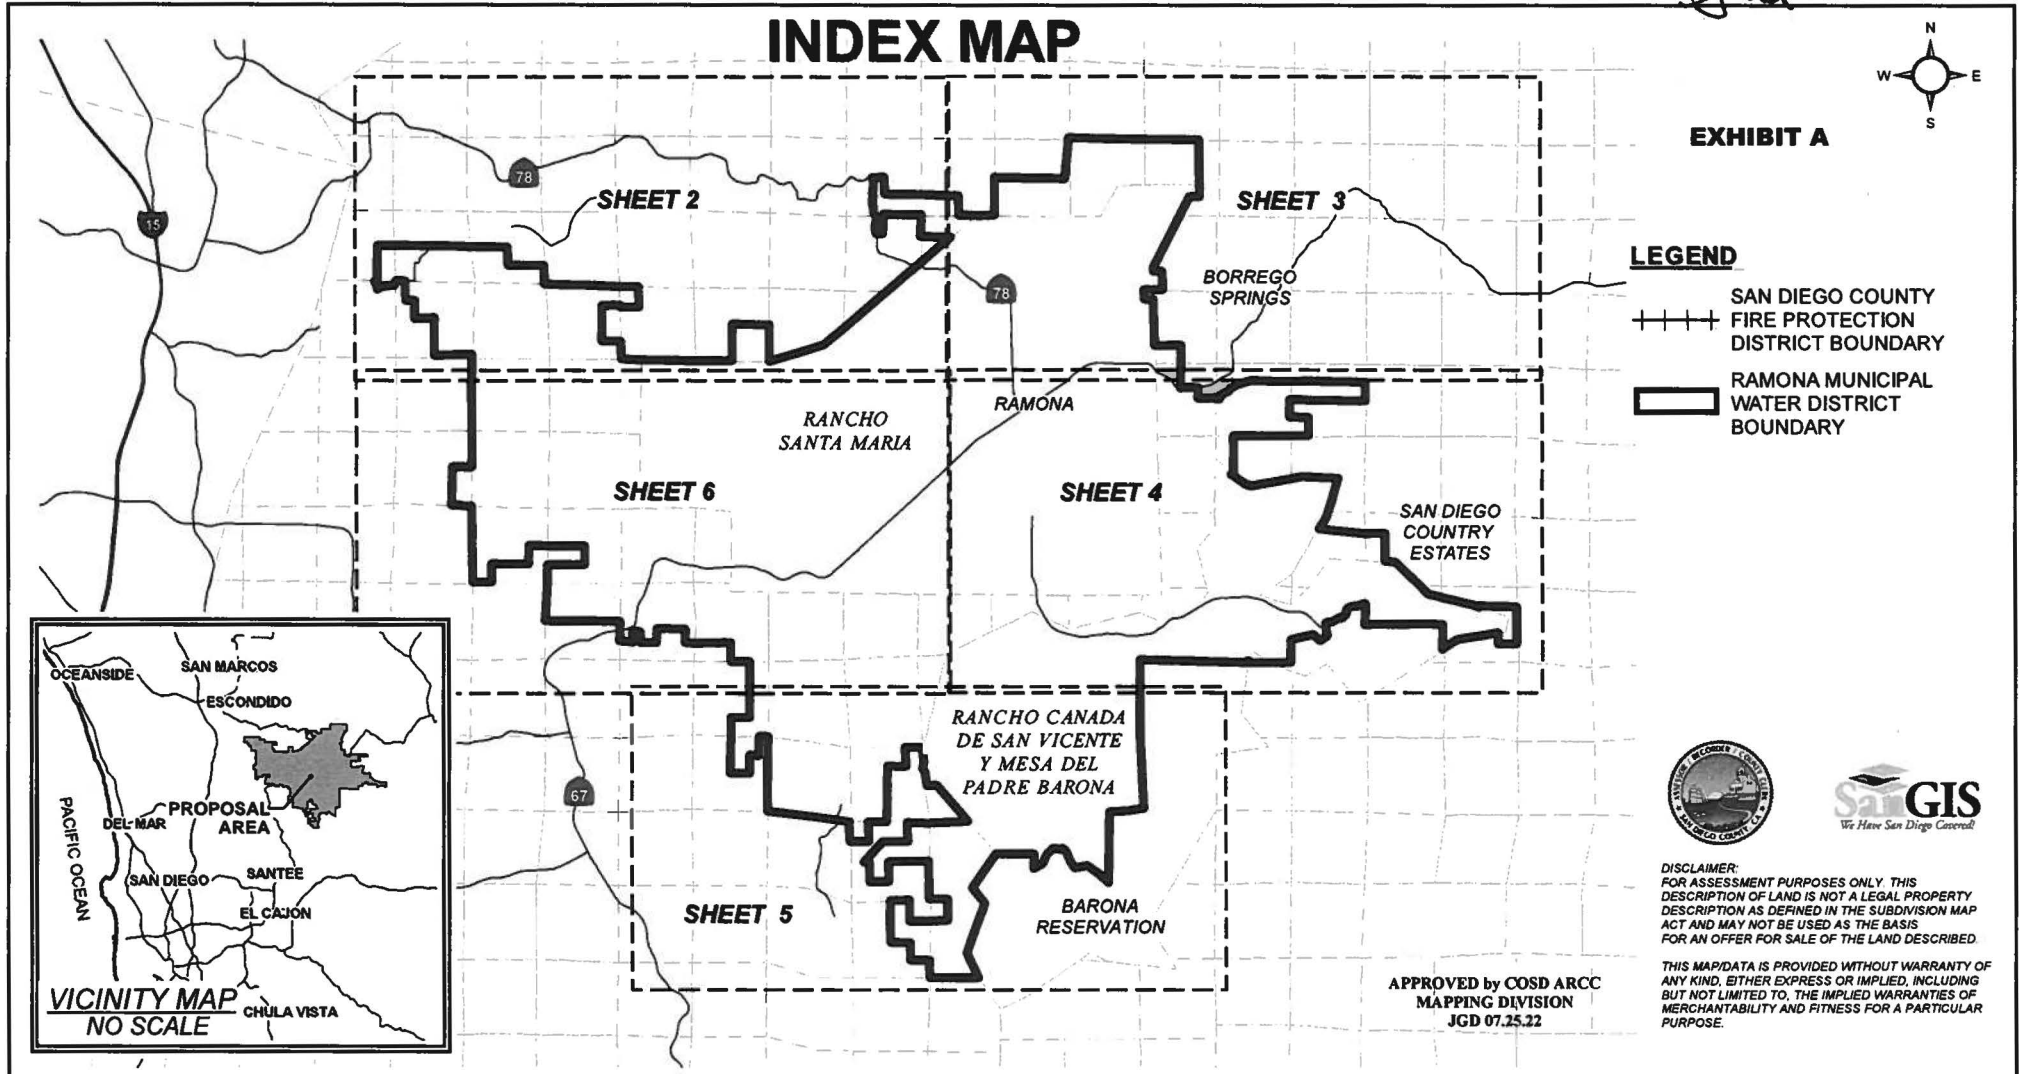 INDEX MAP
N
W
E
S
EXHIBIT A
78
SHEET 2
SHEET 3
15
BORREGO
SPRINGS
78
LEGEND
SAN DIEGO COUNTY
FIRE PROTECTION
DISTRICT BOUNDARY
RAMONA MUNICIPAL
WATER DISTRICT
BOUNDARY
RAMONA
RANCHO
SANTA MARIA
SHEET 6
SHEET 4
SAN DIEGO
COUNTRY
ESTATES
OCEANSIDE
SAN MARCOS
ESCONDIDO
PROPOSAL
AREA
DEL MAR
PACIFIC OCEAN
SAN DIEGO
SANTEE
EL CAJON
CHULA VISTA
VICINITY MAP
NO SCALE
67
RANCHO CANADA
DE SAN VICENTE
Y MESA DEL
PADRE BARONA
SHEET 5
BARONA
RESERVATION
ASSESSOR / RECORDER / COUNTY CLERK
SAN DIEGO COUNTY, CA
SanGIS
We Have San Diego Covered!
APPROVED by COSD ARCC
MAPPING DIVISION
JGD 07.25.22
DISCLAIMER:
FOR ASSESSMENT PURPOSES ONLY. THIS
DESCRIPTION OF LAND IS NOT A LEGAL PROPERTY
DESCRIPTION AS DEFINED IN THE SUBDIVISION MAP
ACT AND MAY NOT BE USED AS THE BASIS
FOR AN OFFER FOR SALE OF THE LAND DESCRIBED.
THIS MAP/DATA IS PROVIDED WITHOUT WARRANTY OF
ANY KIND, EITHER EXPRESS OR IMPLIED, INCLUDING
BUT NOT LIMITED TO, THE IMPLIED WARRANTIES OF
MERCHANTABILITY AND FITNESS FOR A PARTICULAR
PURPOSE.